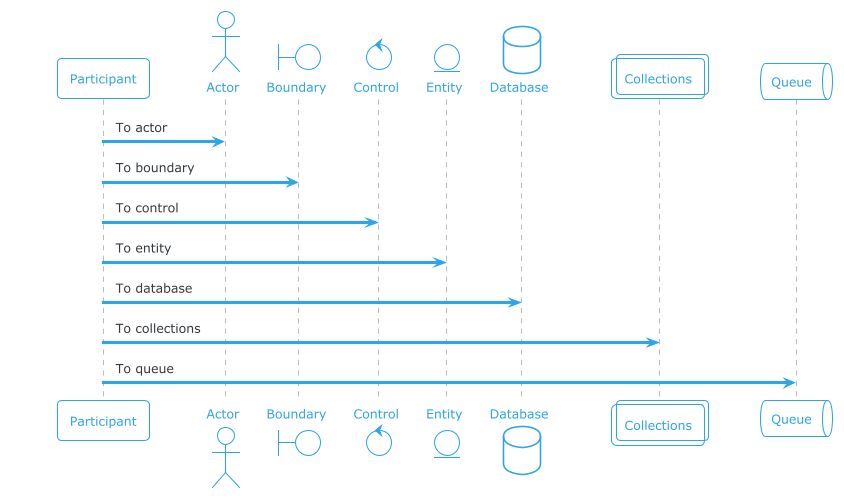 Participant
Actor
Boundary
Control
Entity
Database
Collections
Queue
To actor
To boundary
To control
To entity
To database
To collections
To queue
Participant
Actor
Boundary
Control
Entity
Database
Collections
Queue